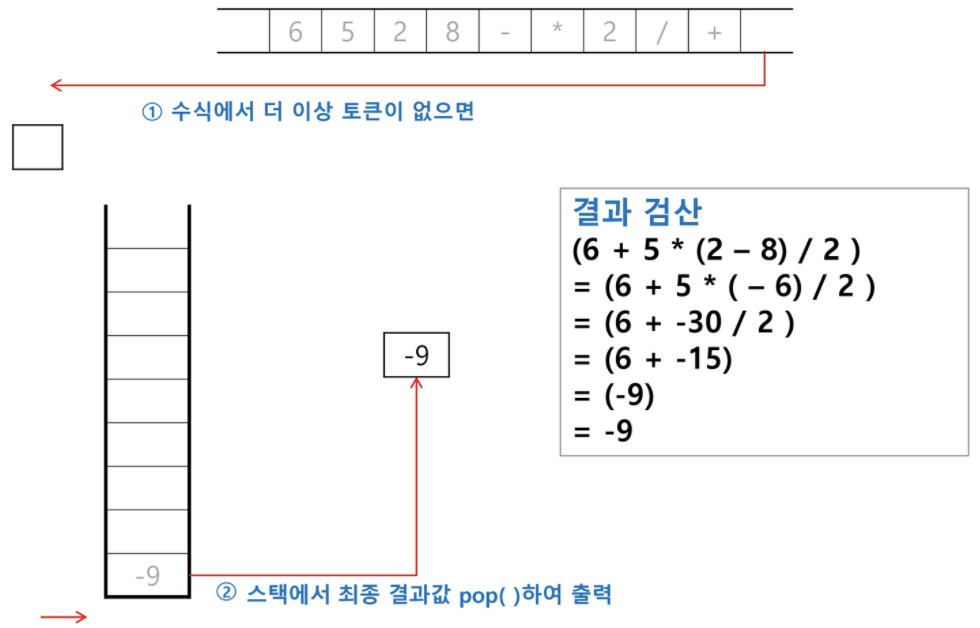 6 5 2 8 - * 2 / +
① 수식에서 더 이상 토큰이 없으면
결과 검산
(6 + 5 * (2 – 8) / 2 )
= (6 + 5 * ( – 6) / 2 )
= (6 + -30 / 2 )
= (6 + -15)
= (-9)
= -9
-9
-9
② 스택에서 최종 결과값 pop( )하여 출력